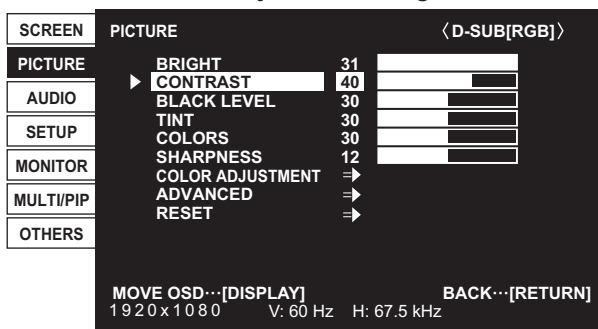 SCREEN
PICTURE
AUDIO
SETUP
MONITOR
MULTI/PIP
OTHERS
PICTURE 〈D-SUB[RGB]〉
BRIGHT 31
CONTRAST 40
BLACK LEVEL 30
TINT 30
COLORS 30
SHARPNESS 12
COLOR ADJUSTMENT
ADVANCED
RESET
MOVE OSD···[DISPLAY] BACK···[RETURN]
1920x1080 V: 60 Hz H: 67.5 kHz